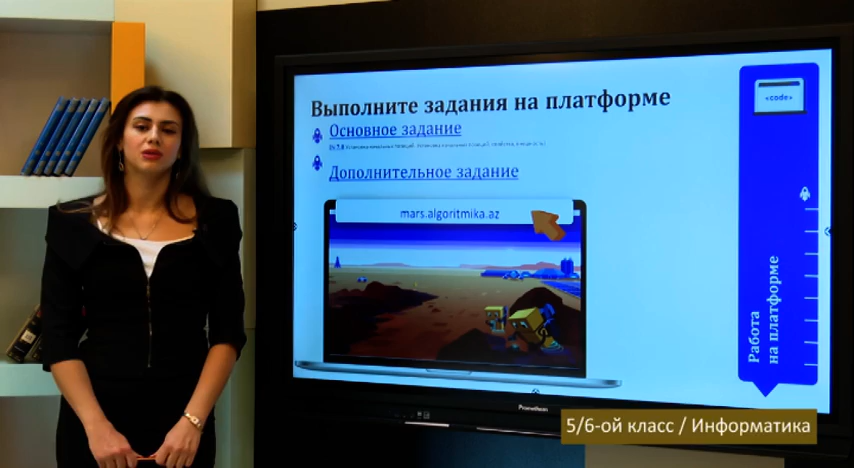 Выполните задания на платформе
Основное задание
Дополнительное задание
mars.algoritmika.az
<code>
Работа
на платформе
Promethean
5/6-ой класс / Информатика